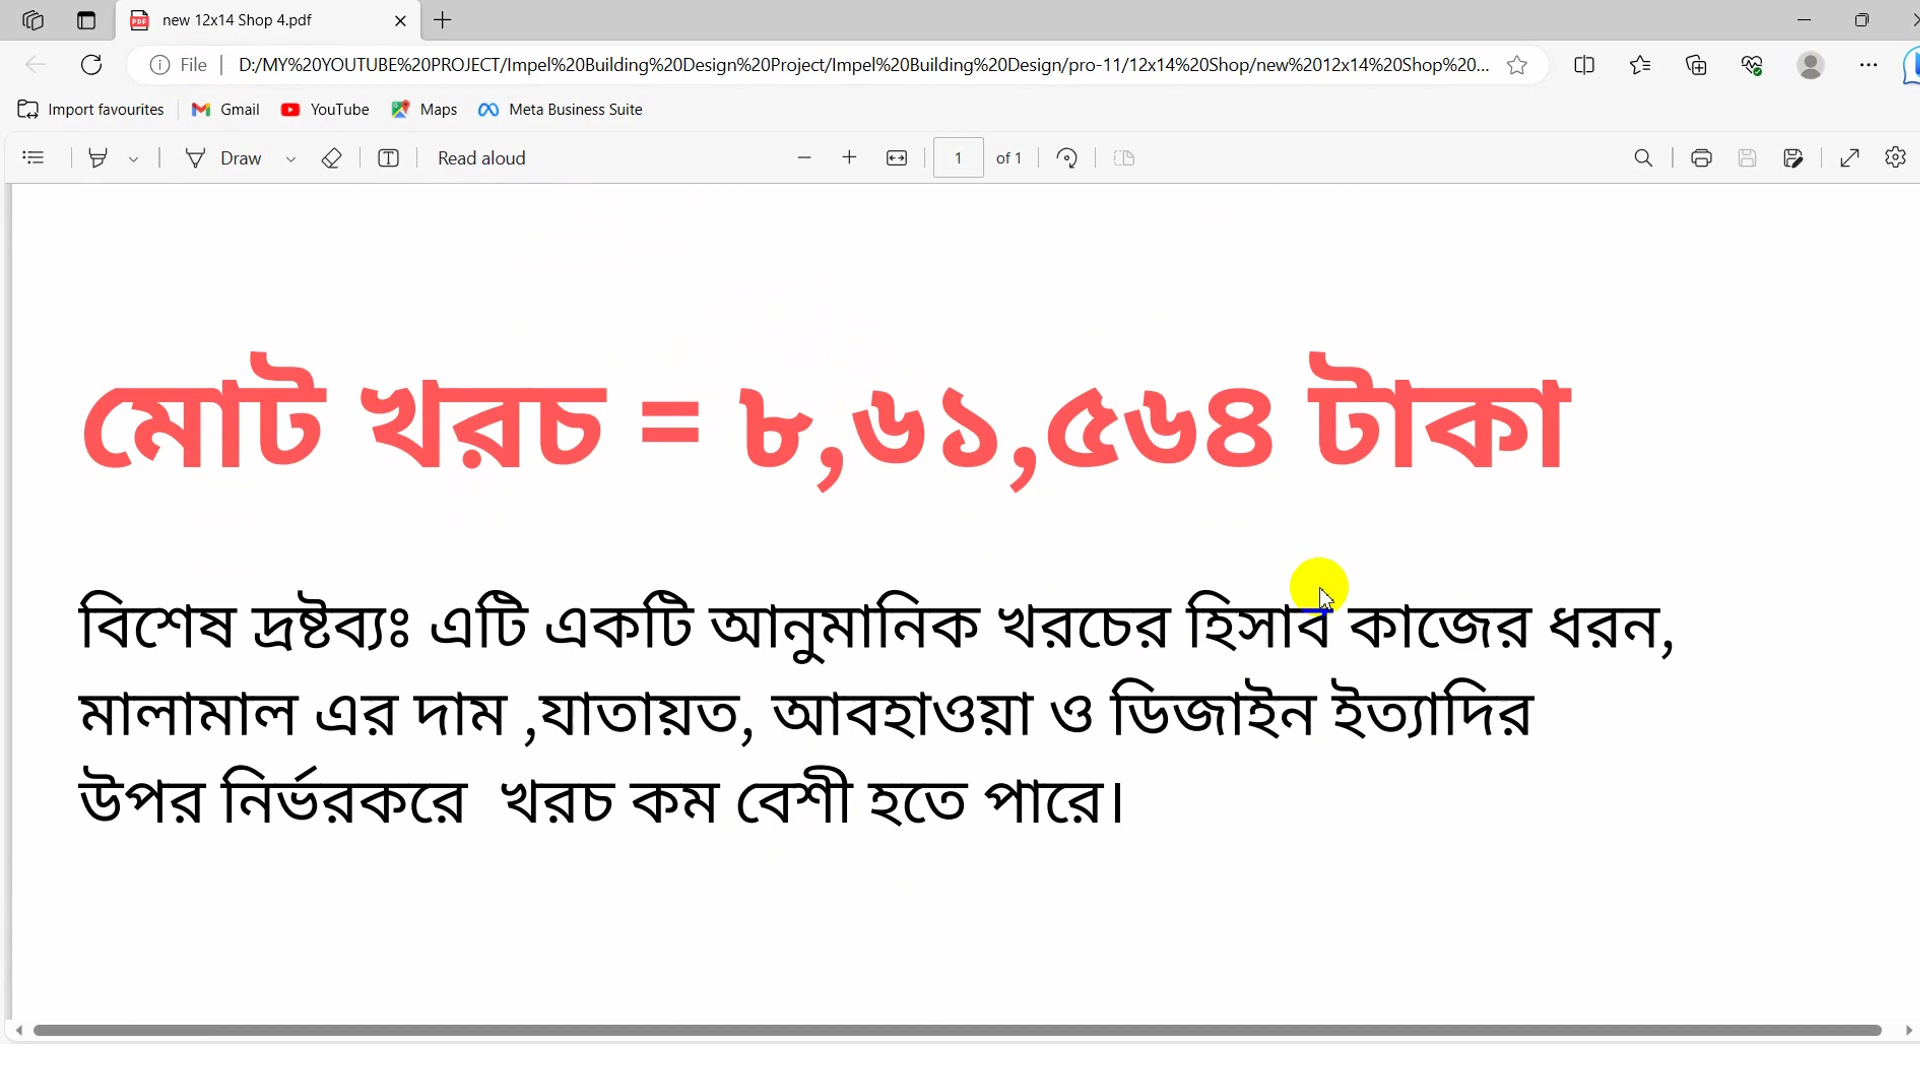 new 12x14 Shop 4.pdf
File
D:/MY%20YOUTUBE%20PROJECT/Impel%20Building%20Design%20Project/Impel%20Building%20Design/pro-11/12x14%20Shop/new%2012x14%20Shop%20...
Import favourites Gmail YouTube Maps Meta Business Suite
Draw Read aloud 1 of 1
মোট খরচ = ৮,৬১,৫৬৪ টাকা
বিশেষ দ্রষ্টব্যঃ এটি একটি আনুমানিক খরচের হিসাব কাজের ধরন,
মালামাল এর দাম ,যাতায়ত, আবহাওয়া ও ডিজাইন ইত্যাদির
উপর নির্ভরকরে খরচ কম বেশী হতে পারে।